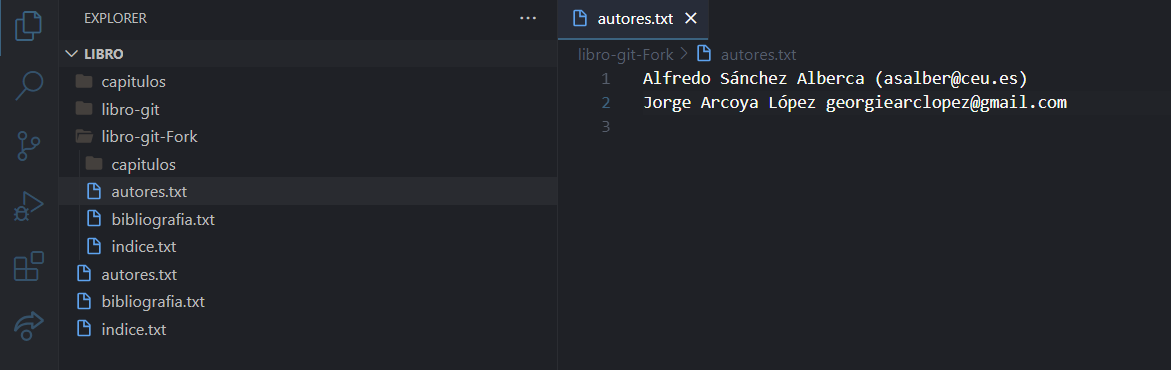 EXPLORER
LIBRO
capitulos
libro-git
libro-git-Fork
capitulos
autores.txt
bibliografia.txt
indice.txt
autores.txt
bibliografia.txt
indice.txt
autores.txt
libro-git-Fork > autores.txt
1 Alfredo Sánchez Alberca (asalber@ceu.es)
2 Jorge Arcoya López georgiearclopez@gmail.com
3